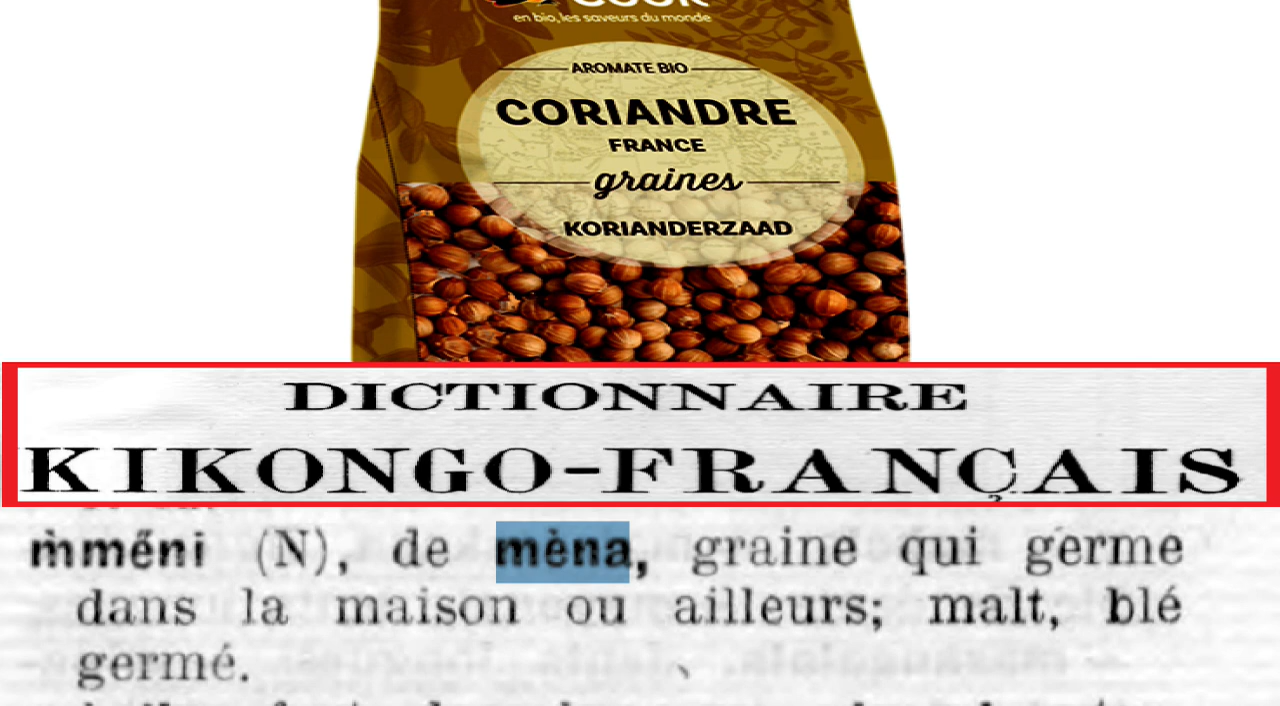 en bio, les saveurs du monde
AROMATE BIO
CORIANDRE
FRANCE
graines
KORIANDERZAAD
DICTIONNAIRE
KIKONGO-FRANÇAIS
m̀měni (N), de mèna, graine qui germe
dans la maison ou ailleurs; malt, blé
germé.